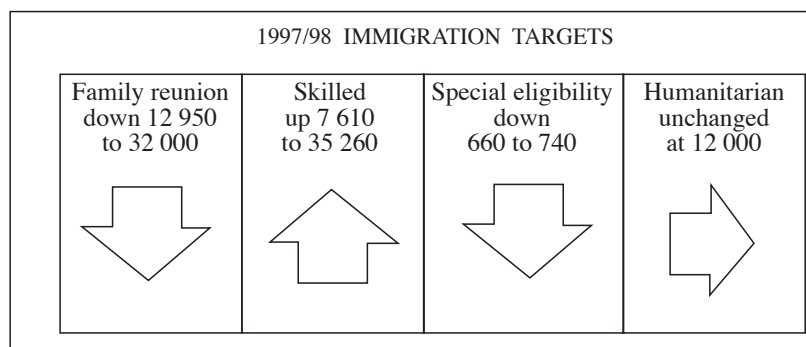 1997/98 IMMIGRATION TARGETS
Family reunion
down 12 950
to 32 000
Skilled
up 7 610
to 35 260
Special eligibility
down
660 to 740
Humanitarian
unchanged
at 12 000